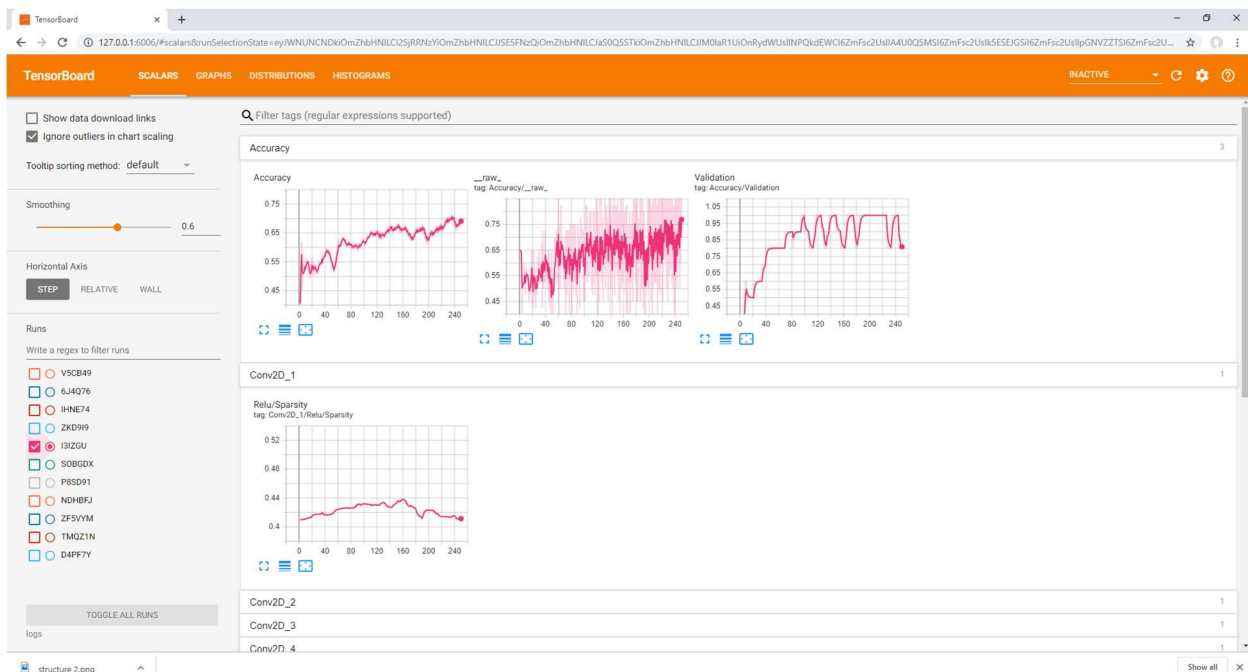 TensorBoard
127.0.0.1:6006/#scalars&runSelectionState=
TensorBoard SCALARS GRAPHS DISTRIBUTIONS HISTOGRAMS INACTIVE
Show data download links
Ignore outliers in chart scaling
Tooltip sorting method: default
Smoothing
0.6
Horizontal Axis
STEP RELATIVE WALL
Runs
Write a regex to filter runs
V5CB49
6J4Q76
IHNE74
ZKD9I9
I3IZGU
SOBGDX
P8SD91
NDHBFJ
ZF5VYM
TMQZ1N
D4PF7Y
TOGGLE ALL RUNS
logs
Filter tags (regular expressions supported)
Accuracy 3
Accuracy
0.75
0.65
0.55
0.45
0 40 80 120 160 200 240
__raw_
tag: Accuracy/__raw_
0.75
0.65
0.55
0.45
0 40 80 120 160 200 240
Validation
tag: Accuracy/Validation
1.05
0.95
0.85
0.75
0.65
0.55
0.45
0 40 80 120 160 200 240
Conv2D_1 1
Relu/Sparsity
tag: Conv2D_1/Relu/Sparsity
0.52
0.48
0.44
0.4
0 40 80 120 160 200 240
Conv2D_2 1
Conv2D_3 1
Conv2D_4 1
structure 2.png Show all